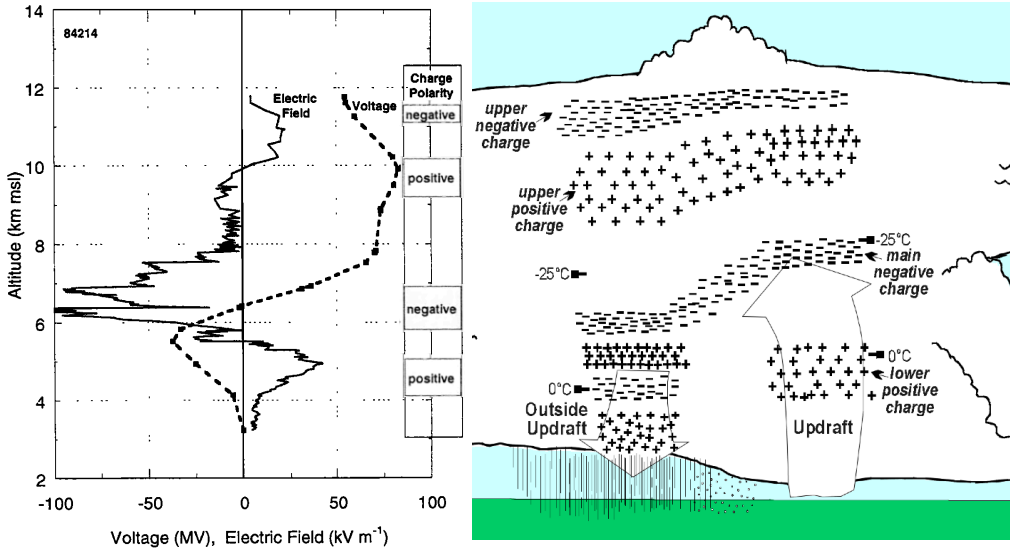 84214
14
12
10
8
6
4
2
Altitude (km msl)
-100
-50
0
50
100
Voltage (MV), Electric Field (kV m⁻¹)
Electric
Field
Voltage
Charge
Polarity
negative
positive
negative
positive
upper
negative
charge
upper
positive
charge
-25°C
-25°C
main
negative
charge
0°C
lower
positive
charge
0°C
Outside
Updraft
Updraft